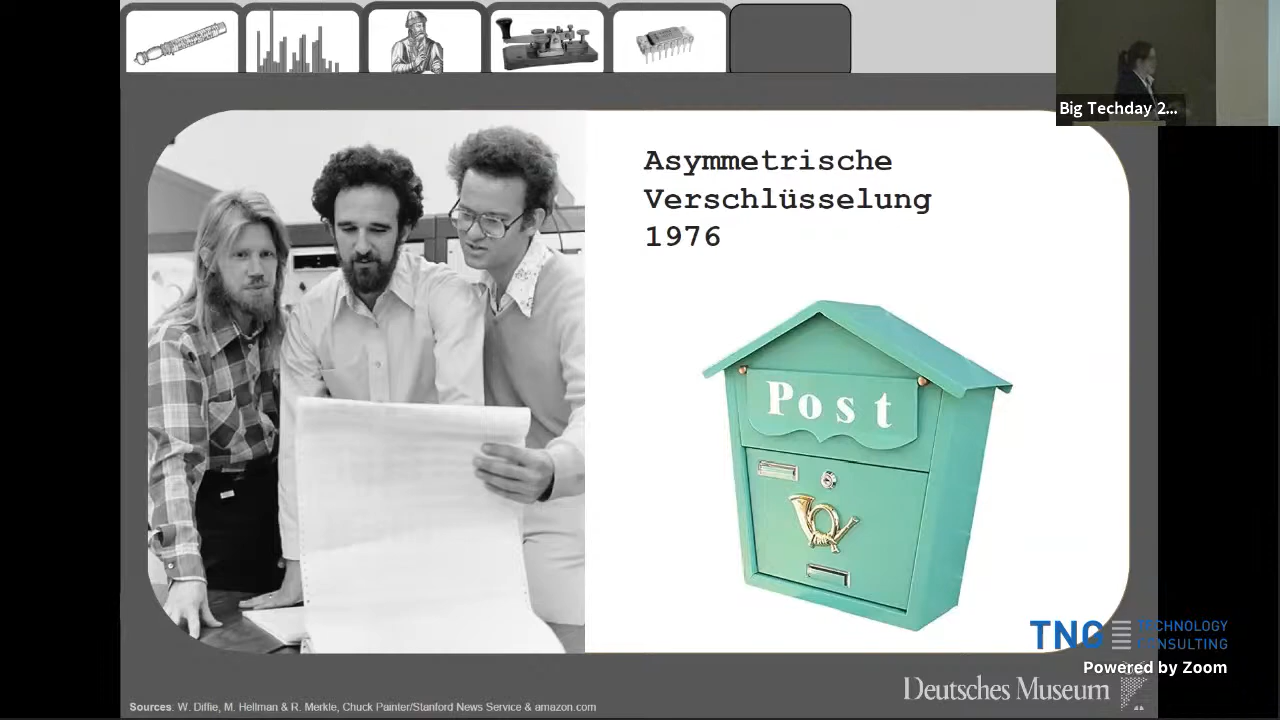 Big Techday 2...
Asymmetrische
Verschlüsselung
1976
Post
TNG TECHNOLOGY
CONSULTING
Powered by Zoom
Deutsches Museum
Sources: W. Diffie, M. Hellman & R. Merkle, Chuck Painter/Stanford News Service & amazon.com